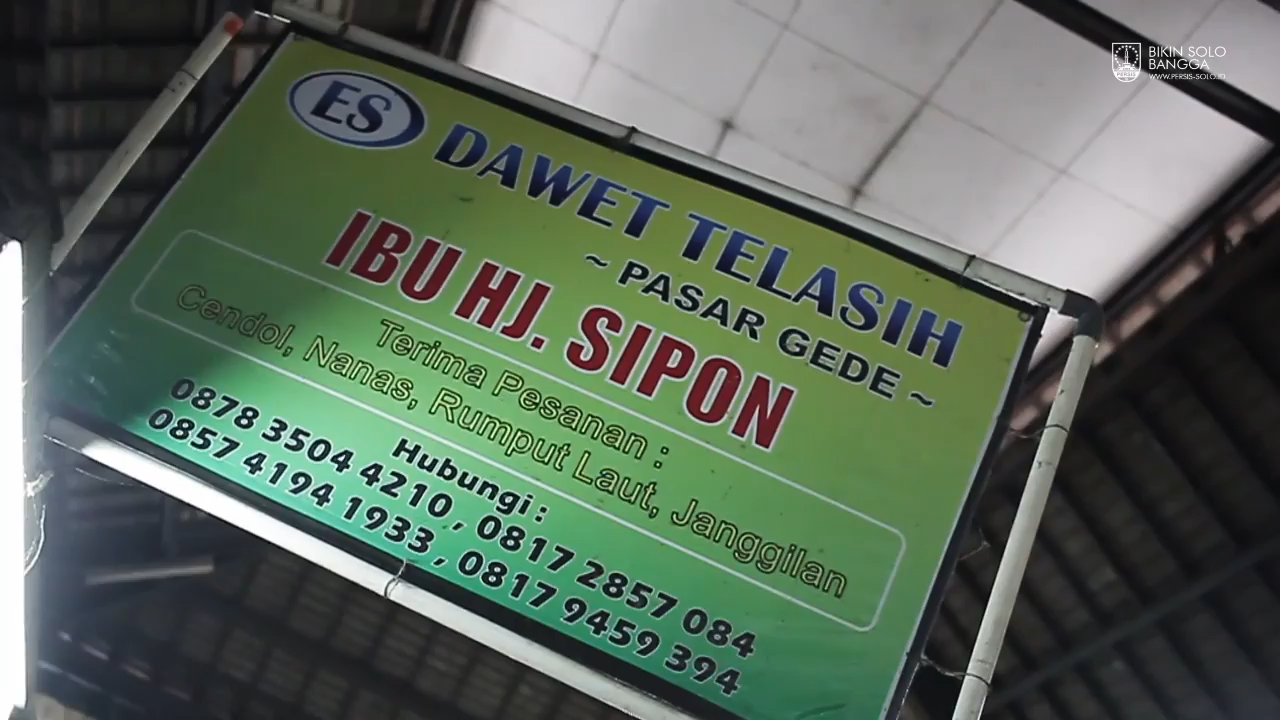 ES DAWET TELASIH
~ PASAR GEDE ~
IBU HJ. SIPON
Terima Pesanan :
Cendol, Nanas, Rumput Laut, Janggilan
Hubungi :
0878 3504 4210, 0817 2857 084
0857 4194 1933, 0817 9459 394
BIKIN SOLO
BANGGA
WWW.PERSIS-SOLO.ID
PERSIS